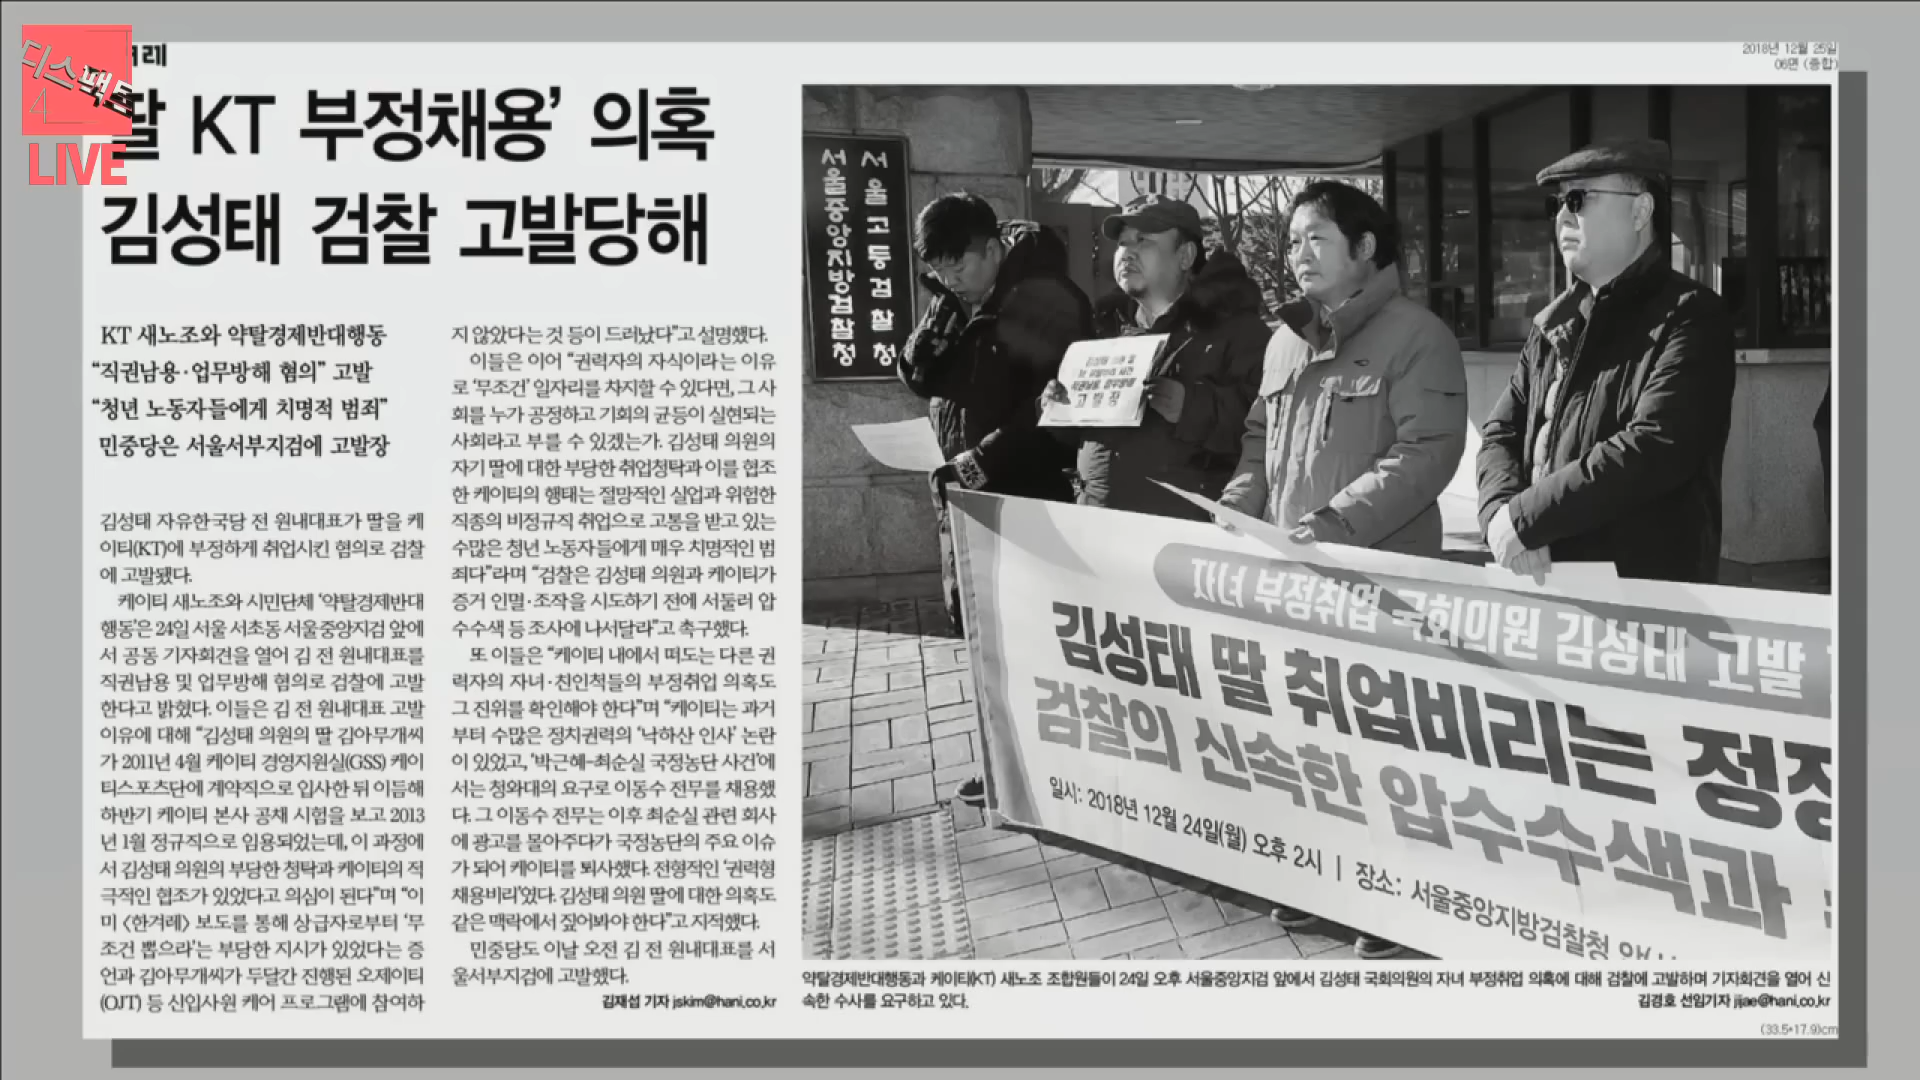 디스팩트
4
LIVE
겨레
2018년 12월 25일
06면 (종합)
딸 KT 부정채용’ 의혹
김성태 검찰 고발당해
KT 새노조와 약탈경제반대행동
“직권남용·업무방해 혐의” 고발
“청년 노동자들에게 치명적 범죄”
민중당은 서울서부지검에 고발장
김성태 자유한국당 전 원내대표가 딸을 케
이티(KT)에 부정하게 취업시킨 혐의로 검찰
에 고발됐다.
케이티 새노조와 시민단체 ‘약탈경제반대
행동’은 24일 서울 서초동 서울중앙지검 앞에
서 공동 기자회견을 열어 김 전 원내대표를
직권남용 및 업무방해 혐의로 검찰에 고발
한다고 밝혔다. 이들은 김 전 원내대표 고발
이유에 대해 “김성태 의원의 딸 김아무개씨
가 2011년 4월 케이티 경영지원실(GSS) 케이
티스포츠단에 계약직으로 입사한 뒤 이듬해
하반기 케이티 본사 공채 시험을 보고 2013
년 1월 정규직으로 임용되었는데, 이 과정에
서 김성태 의원의 부당한 청탁과 케이티의 적
극적인 협조가 있었다고 의심이 된다”며 “이
미 <한겨레> 보도를 통해 상급자로부터 ‘무
조건 뽑으라’는 부당한 지시가 있었다는 증
언과 김아무개씨가 두달간 진행된 오제이티
(OJT) 등 신입사원 케어 프로그램에 참여하
지 않았다는 것 등이 드러났다”고 설명했다.
이들은 이어 “권력자의 자식이라는 이유
로 ‘무조건’ 일자리를 차지할 수 있다면, 그 사
회를 누가 공정하고 기회의 균등이 실현되는
사회라고 부를 수 있겠는가. 김성태 의원의
자기 딸에 대한 부당한 취업청탁과 이를 협조
한 케이티의 행태는 절망적인 실업과 위험한
직종의 비정규직 취업으로 고통을 받고 있는
수많은 청년 노동자들에게 매우 치명적인 범
죄다”라며 “검찰은 김성태 의원과 케이티가
증거 인멸·조작을 시도하기 전에 서둘러 압
수수색 등 조사에 나서달라”고 촉구했다.
또 이들은 “케이티 내에서 떠도는 다른 권
력자의 자녀·친인척들의 부정취업 의혹도
그 진위를 확인해야 한다”며 “케이티는 과거
부터 수많은 정치권력의 ‘낙하산 인사’ 논란
이 있었고, ‘박근혜-최순실 국정농단 사건’에
서는 청와대의 요구로 이동수 전무를 채용했
다. 그 이동수 전무는 이후 최순실 관련 회사
에 광고를 몰아주다가 국정농단의 주요 이슈
가 되어 케이티를 퇴사했다. 전형적인 ‘권력형
채용비리’였다. 김성태 의원 딸에 대한 의혹도
같은 맥락에서 짚어봐야 한다”고 지적했다.
민중당도 이날 오전 김 전 원내대표를 서
울서부지검에 고발했다.
김재섭 기자 jskim@hani.co.kr
서울고등검찰청
서울중앙지방검찰청
고발장
자녀 부정취업 국회의원 김성태 고발
김성태 딸 취업비리는 정
검찰의 신속한 압수수색과
일시: 2018년 12월 24일(월) 오후 2시 | 장소: 서울중앙지방검찰청
약탈경제반대행동과 케이티(KT) 새노조 조합원들이 24일 오후 서울중앙지검 앞에서 김성태 국회의원의 자녀 부정취업 의혹에 대해 검찰에 고발하며 기자회견을 열어 신
속한 수사를 요구하고 있다.
김경호 선임기자 jijae@hani.co.kr
(33.5*17.9)cm